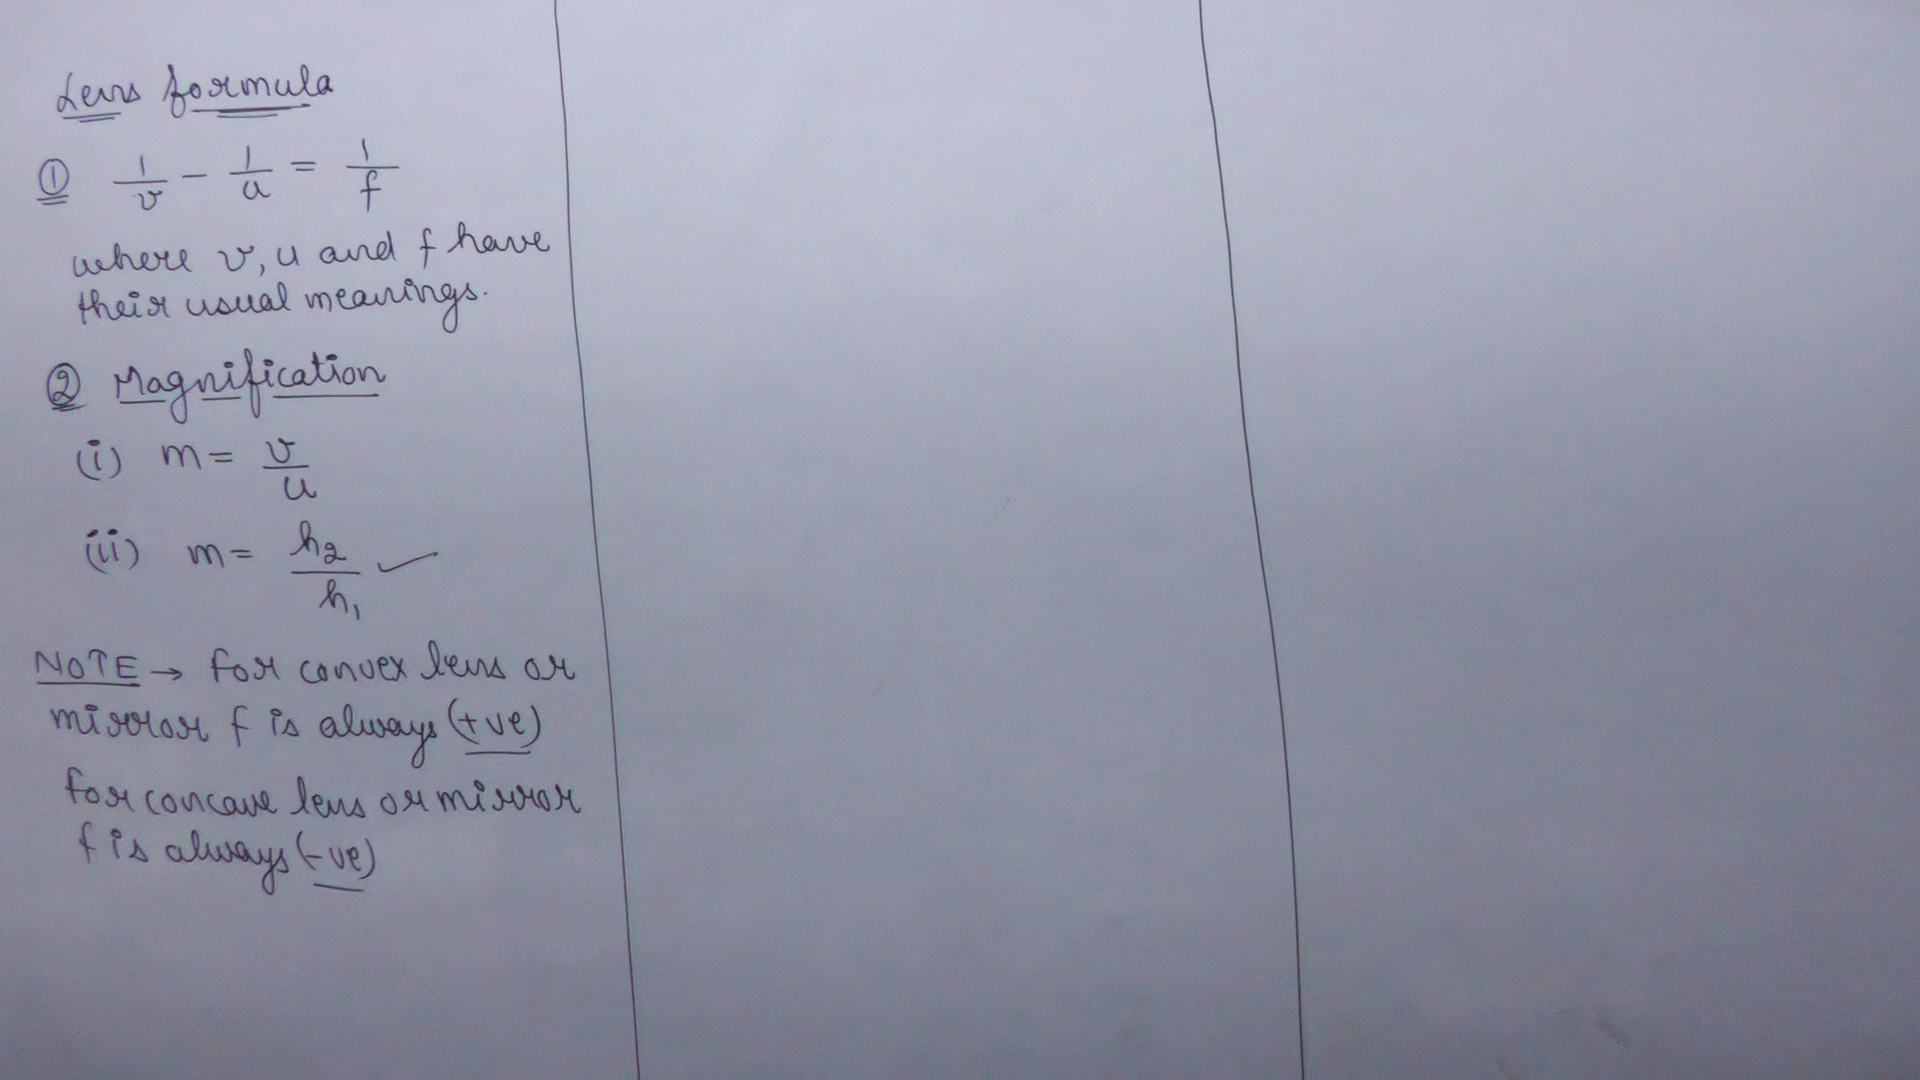 Lens formula
① 1/v - 1/u = 1/f
where v, u and f have
their usual meanings.
② Magnification
(i) m = v/u
(ii) m = h₂/h₁ ✓
NOTE → for convex lens or
mirror f is always (+ve)
for concave lens or mirror
f is always (-ve)